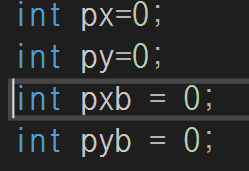 int px=0;
int py=0;
int pxb = 0;
int pyb = 0;